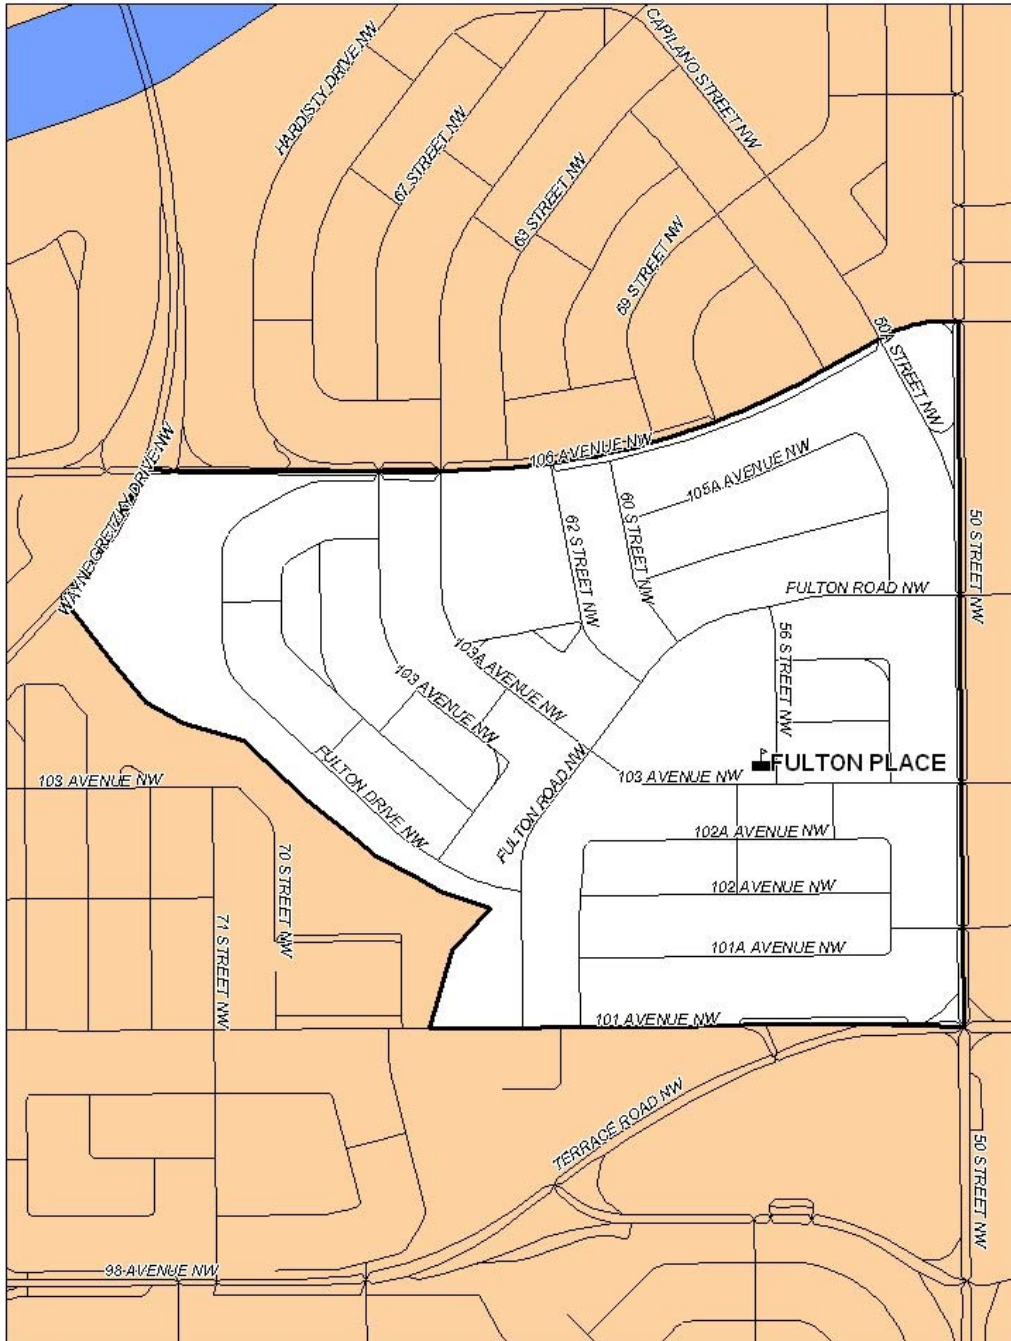 CAPILANO STREET NW
HARDISTY DRIVE NW
67 STREET NW
63 STREET NW
69 STREET NW
50A STREET NW
106 AVENUE NW
WAYNE GRETZKY DRIVE NW
105A AVENUE NW
60 STREET NW
62 STREET NW
50 STREET NW
FULTON ROAD NW
56 STREET NW
103A AVENUE NW
103 AVENUE NW
FULTON DRIVE NW
FULTON ROAD NW
FULTON PLACE
103 AVENUE NW
103 AVENUE NW
102A AVENUE NW
70 STREET NW
102 AVENUE NW
71 STREET NW
101A AVENUE NW
101 AVENUE NW
TERRACE ROAD NW
50 STREET NW
98 AVENUE NW